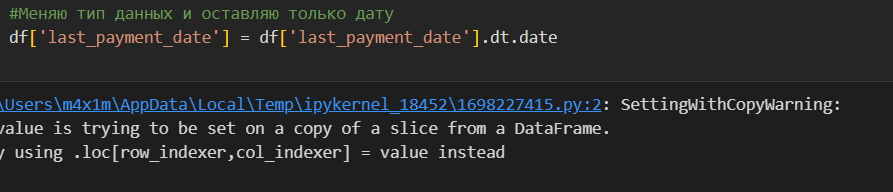 #Меняю тип данных и оставляю только дату
df['last_payment_date'] = df['last_payment_date'].dt.date
\Users\m4x1m\AppData\Local\Temp\ipykernel_18452\1698227415.py:2: SettingWithCopyWarning:
value is trying to be set on a copy of a slice from a DataFrame.
y using .loc[row_indexer,col_indexer] = value instead